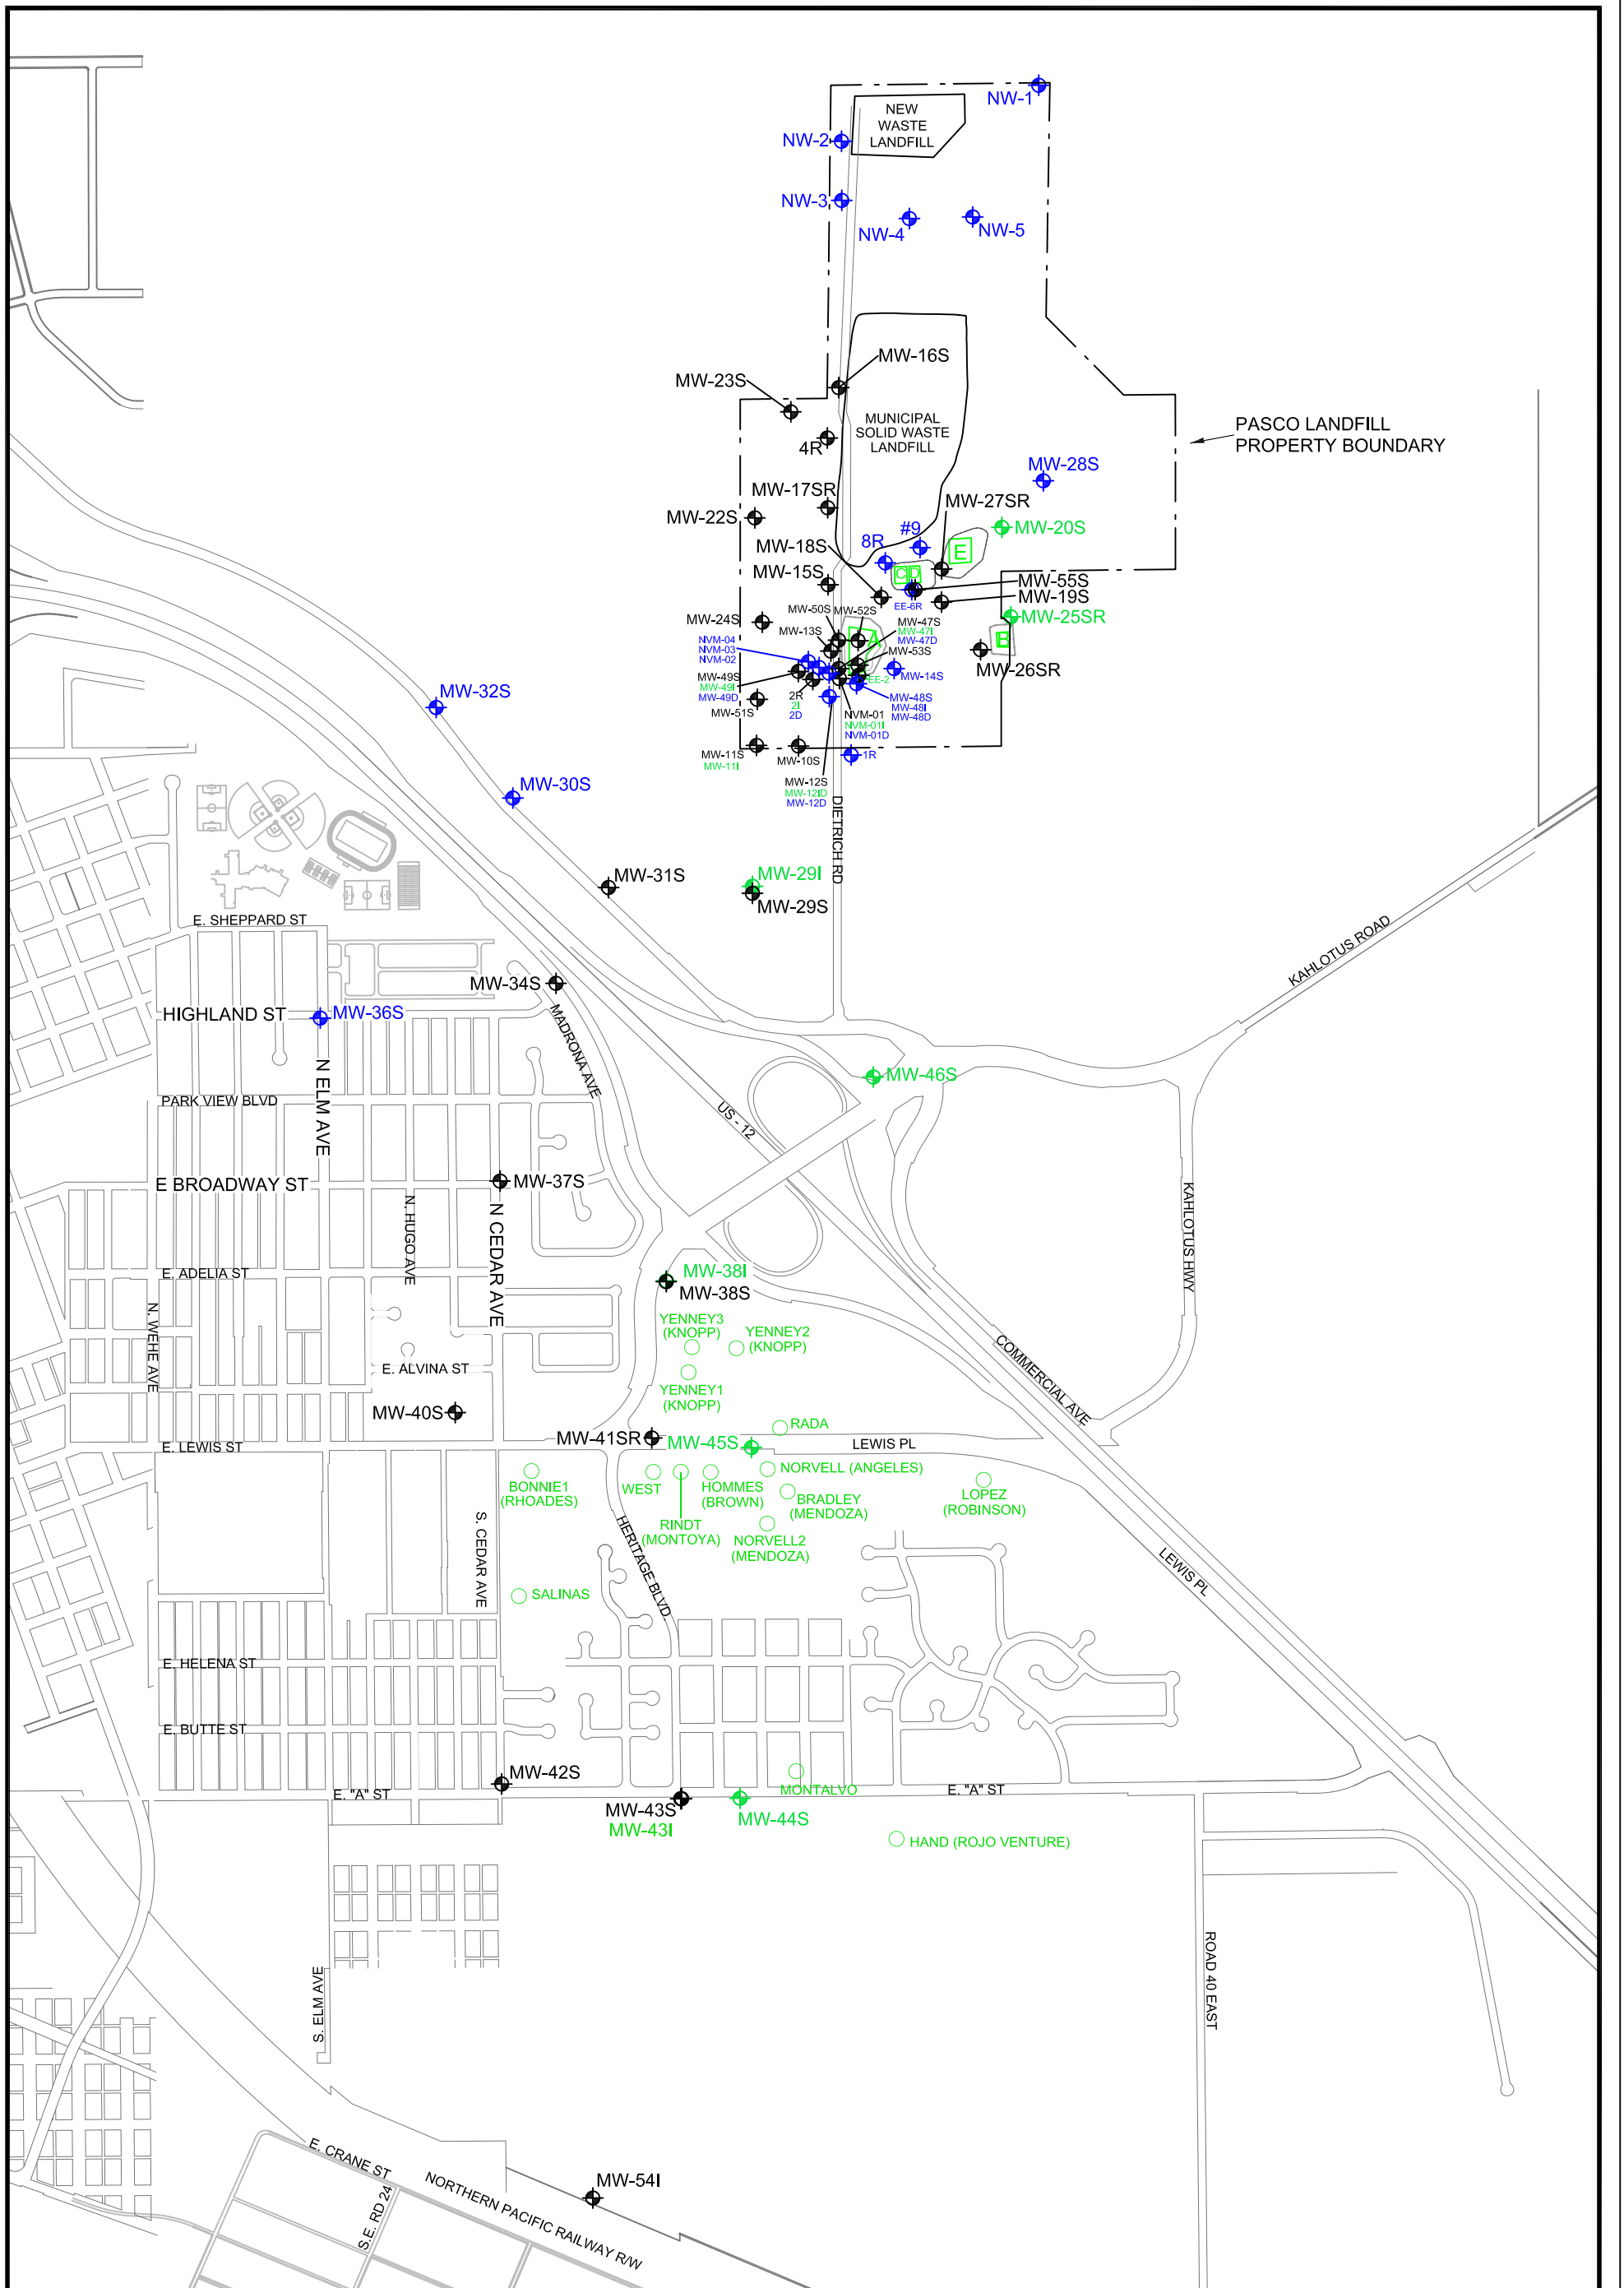 NEW
WASTE
LANDFILL
NW-1
NW-2
NW-3
NW-4
NW-5
MW-16S
MW-23S
4R
MUNICIPAL
SOLID WASTE
LANDFILL
PASCO LANDFILL
PROPERTY BOUNDARY
MW-28S
MW-17SR
MW-27SR
MW-22S
#9
MW-20S
8R
MW-18S
E
MW-15S
C
D
MW-55S
MW-19S
EE-6R
MW-50S
MW-52S
MW-25SR
MW-24S
MW-47S
MW-47I
MW-47D
MW-13S
A
B
NVM-04
NVM-03
NVM-02
MW-53S
MW-26SR
MW-49S
MW-49I
MW-49D
EE-2
MW-14S
MW-32S
2R
2I
2D
MW-48S
MW-48I
MW-48D
MW-51S
NVM-01
NVM-01I
NVM-01D
MW-11S
MW-11I
MW-10S
1R
MW-12S
MW-12ID
MW-12D
MW-30S
DIETRICH RD
MW-31S
MW-29I
MW-29S
E. SHEPPARD ST
KAHLOTUS ROAD
MW-34S
HIGHLAND ST
MW-36S
MADRONA AVE
N ELM AVE
MW-46S
PARK VIEW BLVD
US - 12
E BROADWAY ST
MW-37S
N. HUGO AVE
N CEDAR AVE
KAHLOTUS HWY
E. ADELIA ST
MW-38I
MW-38S
N. WEHE AVE
YENNEY3
(KNOPP)
YENNEY2
(KNOPP)
COMMERCIAL AVE
E. ALVINA ST
YENNEY1
(KNOPP)
MW-40S
RADA
MW-41SR
MW-45S
LEWIS PL
E. LEWIS ST
NORVELL (ANGELES)
BONNIE1
(RHOADES)
WEST
HOMMES
(BROWN)
BRADLEY
(MENDOZA)
LOPEZ
(ROBINSON)
RINDT
(MONTOYA)
NORVELL2
(MENDOZA)
S. CEDAR AVE
HERITAGE BLVD.
LEWIS PL
SALINAS
E. HELENA ST
E. BUTTE ST
MW-42S
E. "A" ST
MONTALVO
E. "A" ST
MW-43S
MW-43I
MW-44S
HAND (ROJO VENTURE)
S. ELM AVE
ROAD 40 EAST
E. CRANE ST
MW-54I
S.E. RD 24
NORTHERN PACIFIC RAILWAY R/W